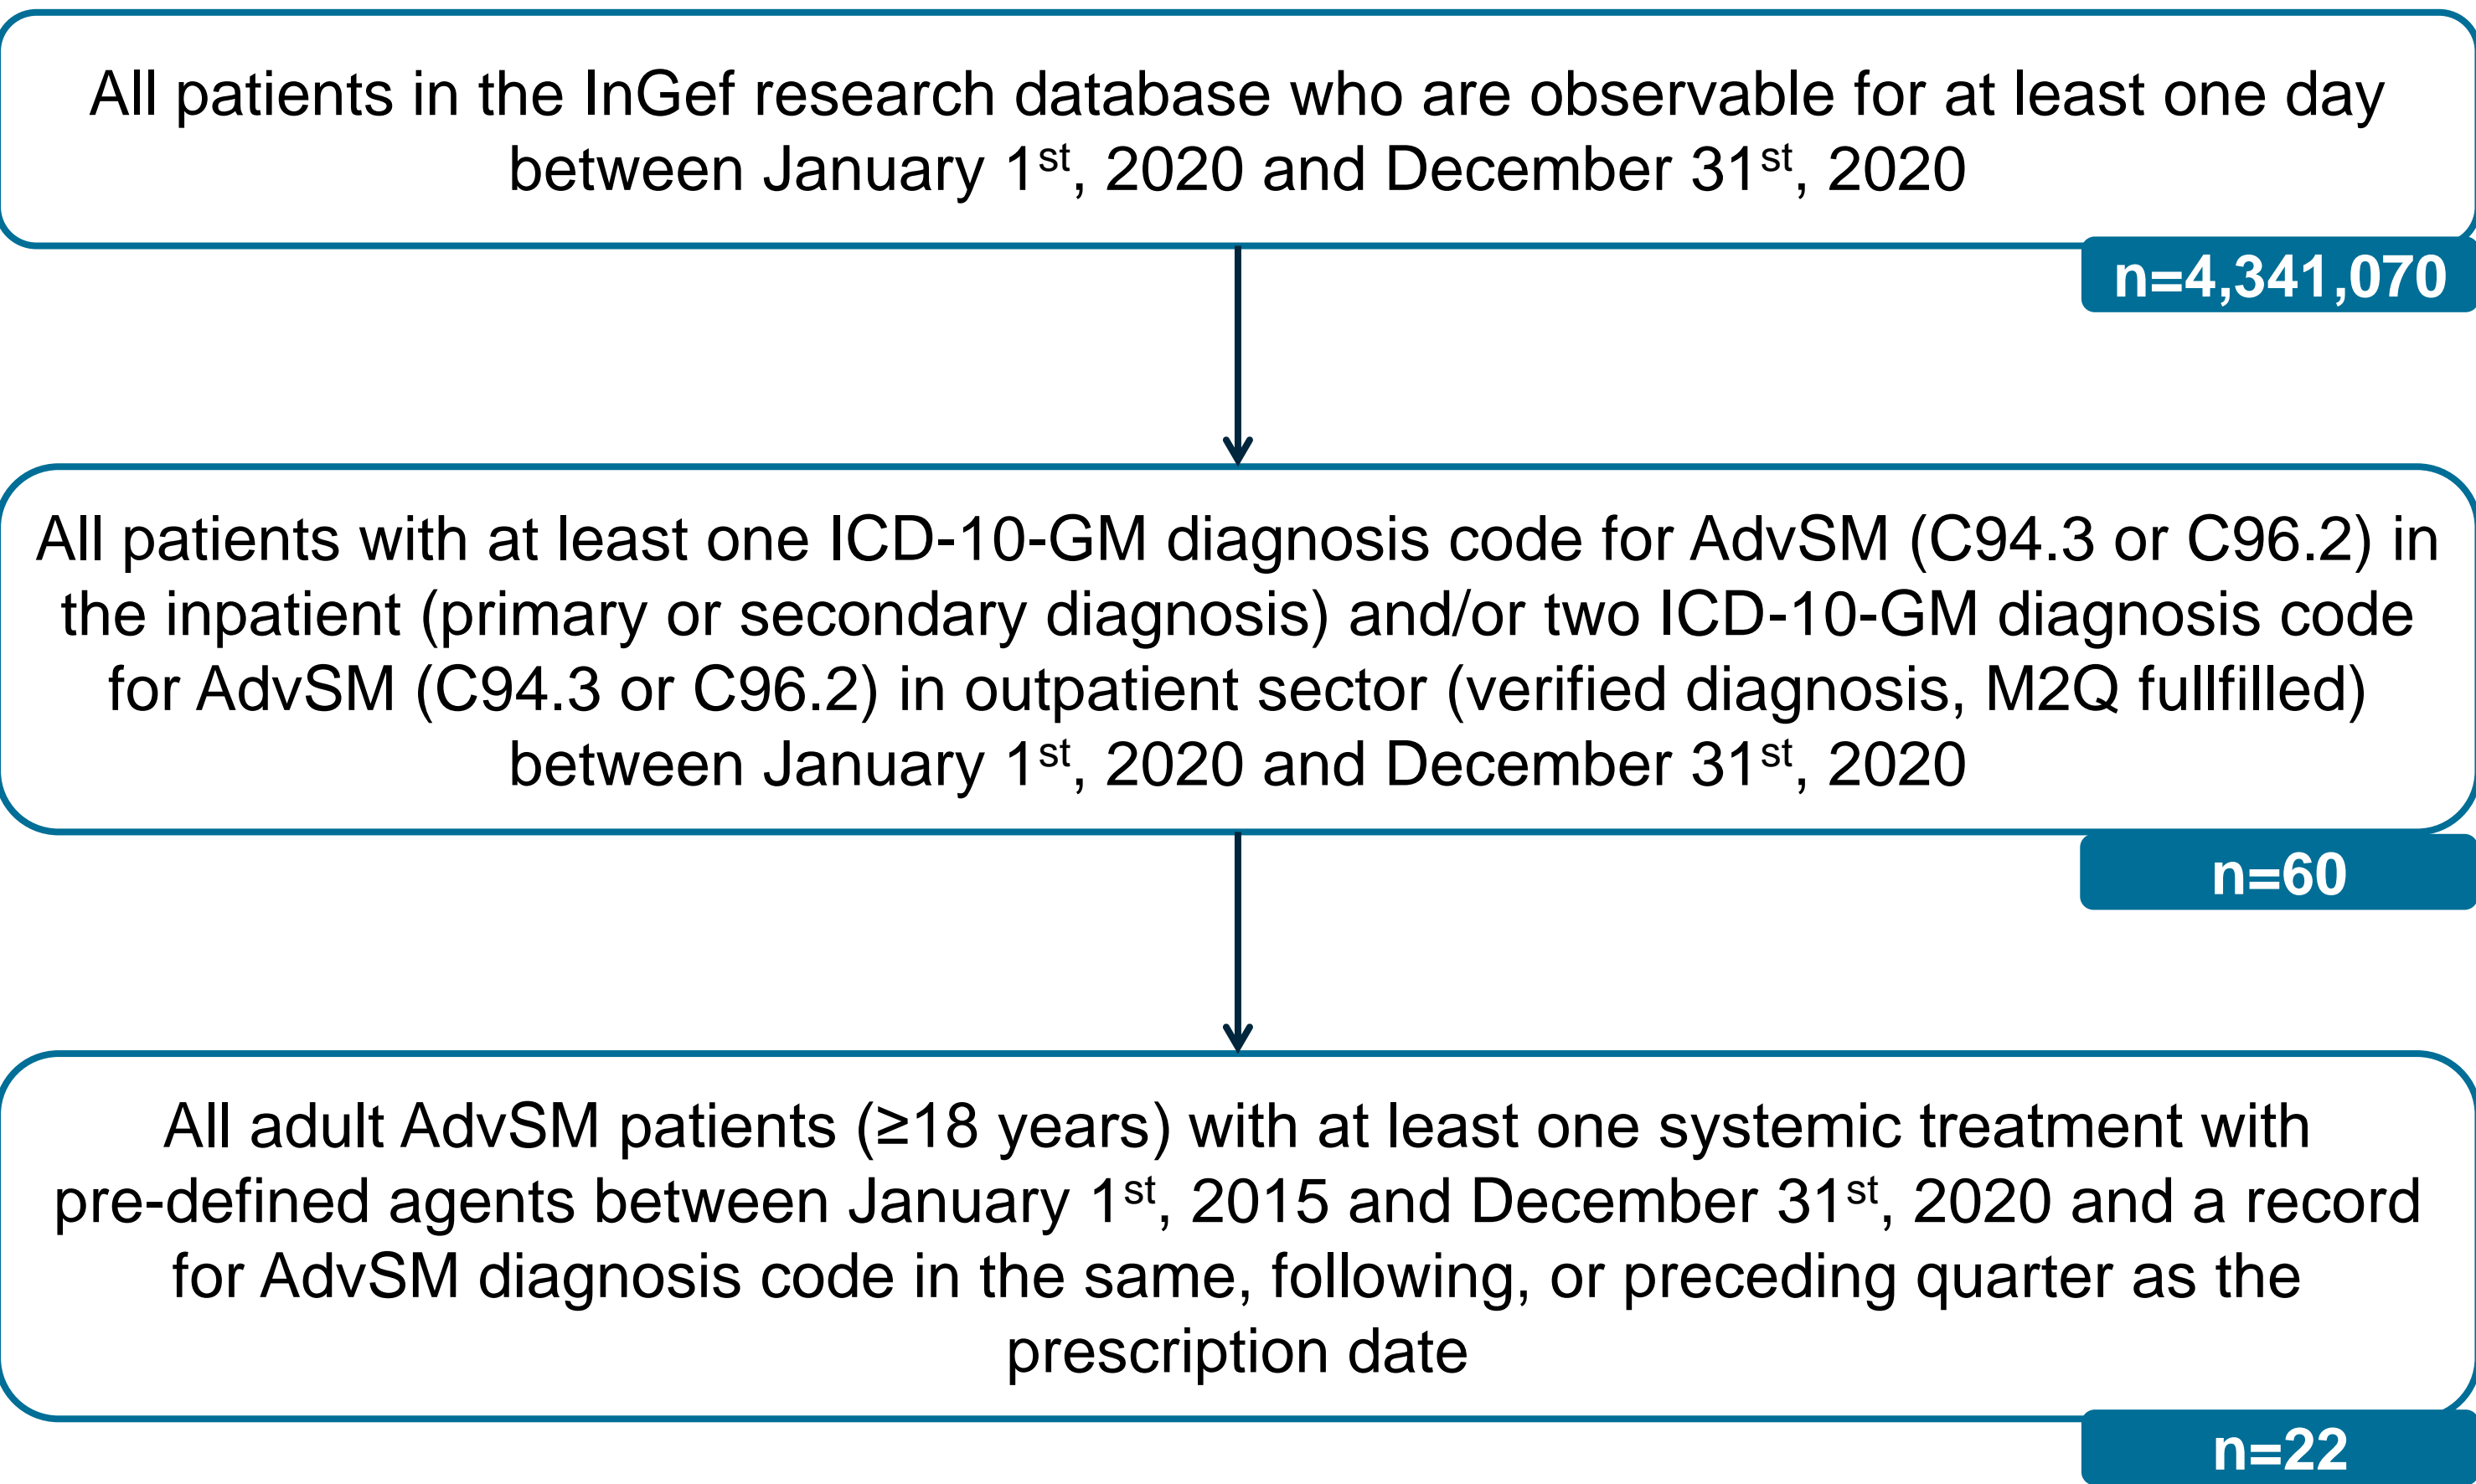 All patients in the InGef research database who are observable for at least one day
between January 1st, 2020 and December 31st, 2020
n=4,341,070
All patients with at least one ICD-10-GM diagnosis code for AdvSM (C94.3 or C96.2) in
the inpatient (primary or secondary diagnosis) and/or two ICD-10-GM diagnosis code
for AdvSM (C94.3 or C96.2) in outpatient sector (verified diagnosis, M2Q fullfilled)
between January 1st, 2020 and December 31st, 2020
n=60
All adult AdvSM patients (≥18 years) with at least one systemic treatment with
pre-defined agents between January 1st, 2015 and December 31st, 2020 and a record
for AdvSM diagnosis code in the same, following, or preceding quarter as the
prescription date
n=22